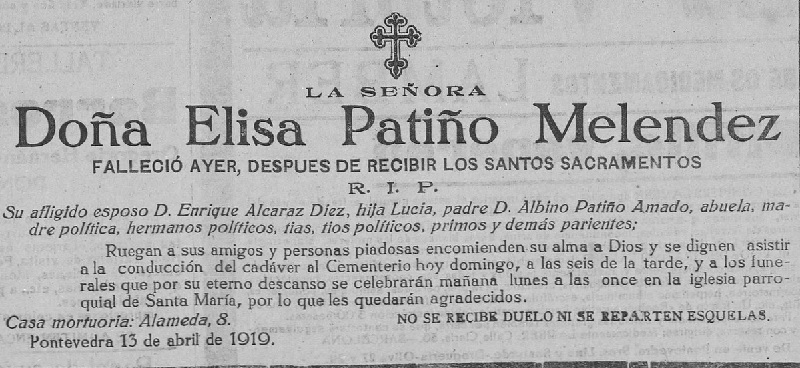 LA SEÑORA
Doña Elisa Patiño Melendez
FALLECIÓ AYER, DESPUES DE RECIBIR LOS SANTOS SACRAMENTOS
R. I. P.
Su afligido esposo D. Enrique Alcaraz Diez, hija Lucia, padre D. Albino Patiño Amado, abuela, ma-
dre política, hermanos políticos, tias, tios políticos, primos y demás parientes;
Ruegan a sus amigos y personas piadosas encomienden su alma a Dios y se dignen asistir
a la conducción del cadáver al Cementerio hoy domingo, a las seis de la tarde, y a los fune-
rales que por su eterno descanso se celebrarán mañana lunes a las once en la iglesia parro-
quial de Santa María, por lo que les quedarán agradecidos.
Casa mortuoria: Alameda, 8. NO SE RECIBE DUELO NI SE REPARTEN ESQUELAS.
Pontevedra 13 de abril de 1919.